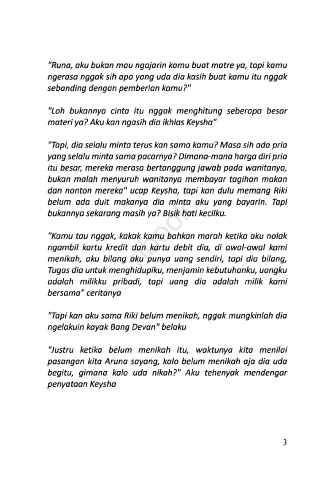 "Runa, aku bukan mau ngajarin kamu buat matre ya, tapi kamu
ngerasa nggak sih apa yang uda dia kasih buat kamu itu nggak
sebanding dengan pemberian kamu?"
"Loh bukannya cinta itu nggak menghitung seberapa besar
materi ya? Aku kan ngasih dia ikhlas Keysha"
"Tapi, dia selalu minta terus kan sama kamu? Masa sih ada pria
yang selalu minta sama pacarnya? Dimana-mana harga diri pria
itu besar, mereka merasa bertanggung jawab pada wanitanya,
bukan malah menyuruh wanitanya membayar tagihan makan
dan nonton mereka" ucap Keysha, tapi kan dulu memang Riki
belum ada duit makanya dia minta aku yang bayarin. Tapi
bukannya sekarang masih ya? Bisik hati kecilku.
"Kamu tau nggak, kakak kamu bahkan marah ketika aku nolak
ngambil kartu kredit dan kartu debit dia, di awal-awal kami
menikah, aku bilang aku punya uang sendiri, tapi dia bilang,
Tugas dia untuk menghidupiku, menjamin kebutuhanku, uangku
adalah milikku pribadi, tapi uang dia adalah milik kami
bersama" ceritanya
"Tapi kan aku sama Riki belum menikah, nggak mungkinlah dia
ngelakuin kayak Bang Devan" belaku
"Justru ketika belum menikah itu, waktunya kita menilai
pasangan kita Aruna sayang, kalo belum menikah aja dia uda
begitu, gimana kalo uda nikah?" Aku tehenyak mendengar
penyataan Keysha
3